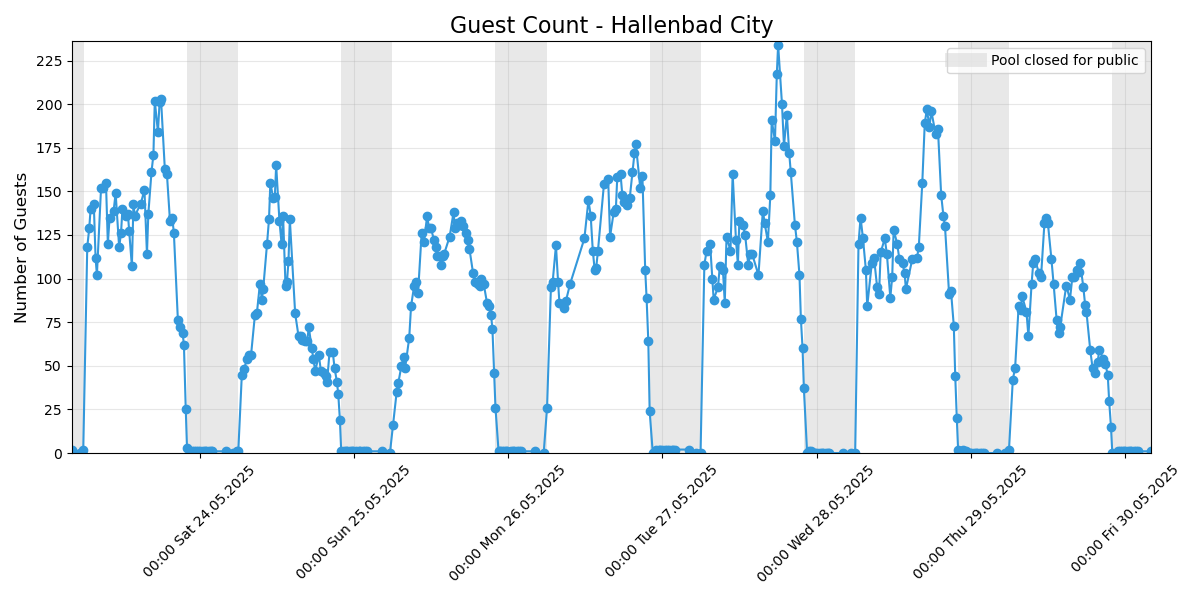 Guest Count - Hallenbad City
Pool closed for public
Number of Guests
225
200
175
150
125
100
75
50
25
0
00:00 Sat 24.05.2025
00:00 Sun 25.05.2025
00:00 Mon 26.05.2025
00:00 Tue 27.05.2025
00:00 Wed 28.05.2025
00:00 Thu 29.05.2025
00:00 Fri 30.05.2025